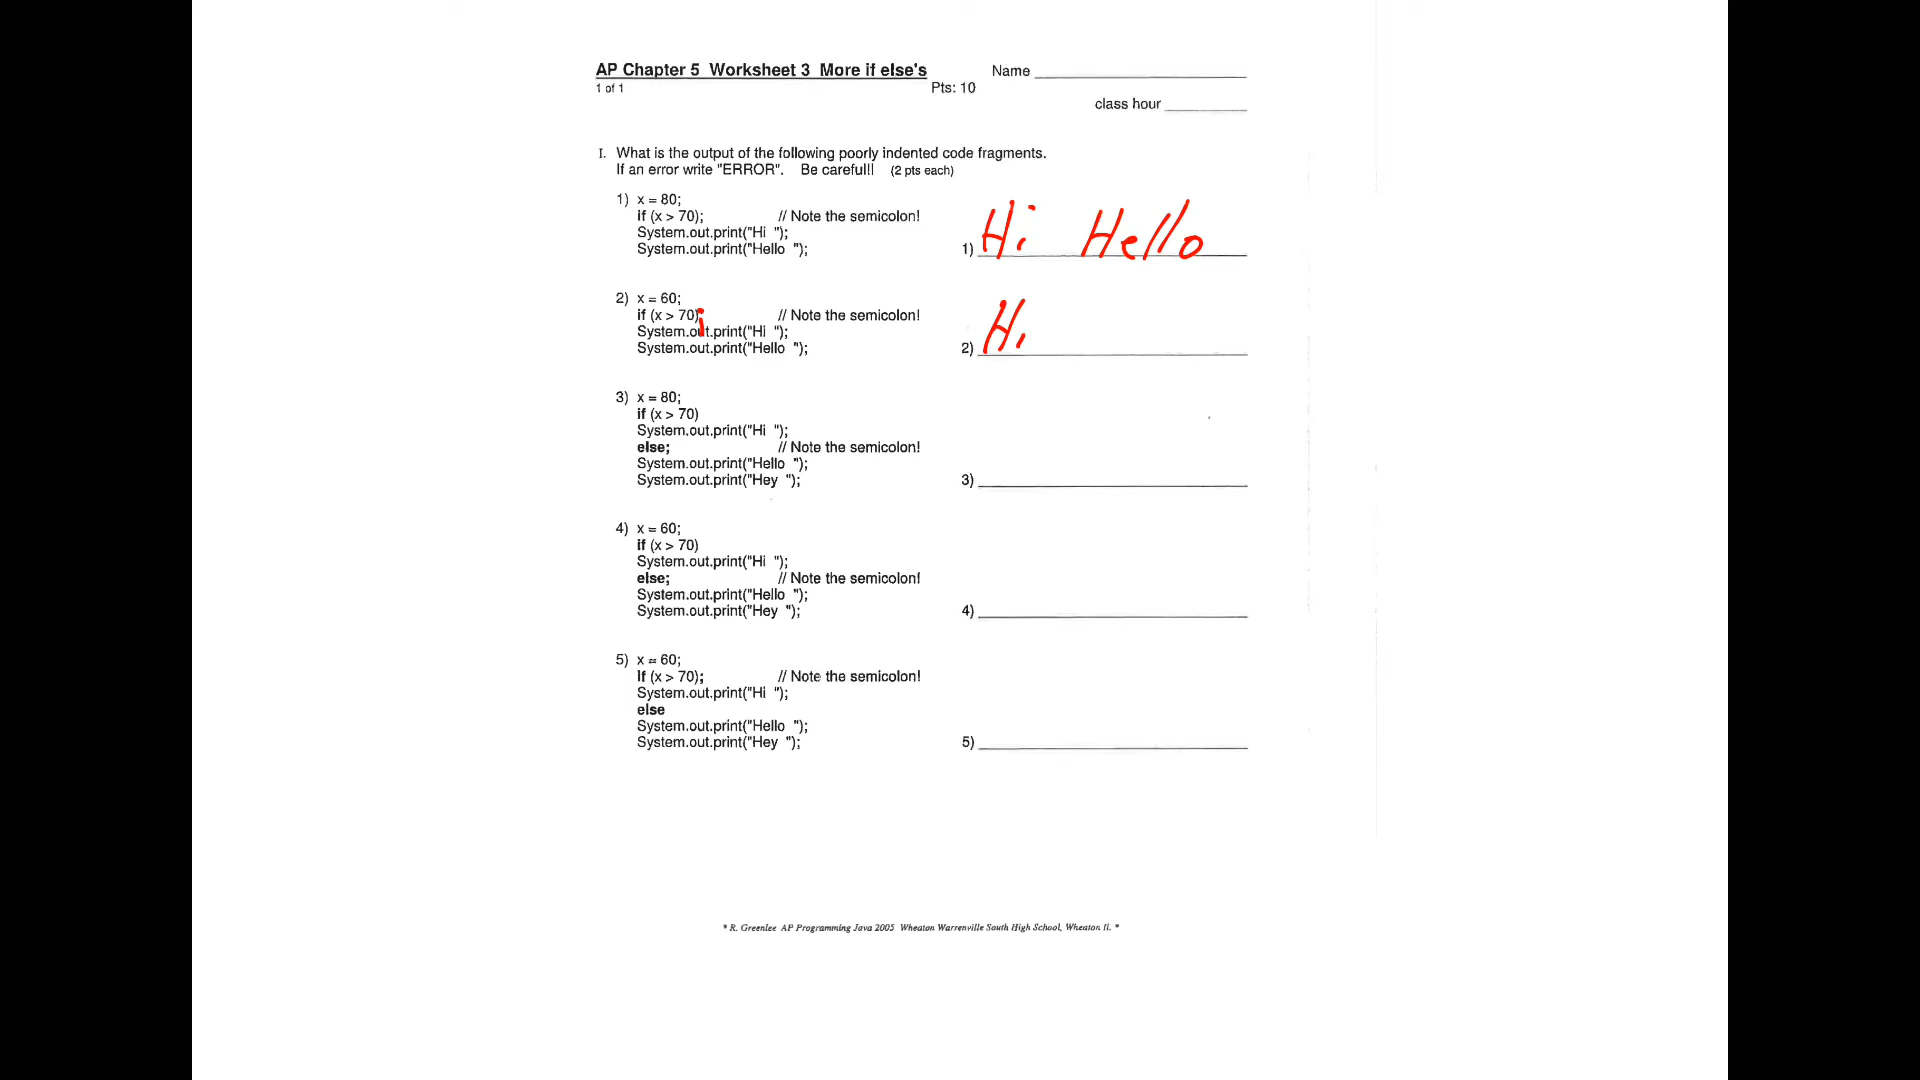 AP Chapter 5 Worksheet 3 More if else's Name
1 of 1 Pts: 10
class hour
I. What is the output of the following poorly indented code fragments.
If an error write "ERROR". Be careful!! (2 pts each)
1) x = 80;
if (x > 70); // Note the semicolon!
System.out.print("Hi ");
System.out.print("Hello "); 1) Hi Hello
2) x = 60;
if (x > 70); // Note the semicolon!
System.out.print("Hi ");
System.out.print("Hello "); 2) Hi
3) x = 80;
if (x > 70)
System.out.print("Hi ");
else; // Note the semicolon!
System.out.print("Hello ");
System.out.print("Hey "); 3)
4) x = 60;
if (x > 70)
System.out.print("Hi ");
else; // Note the semicolon!
System.out.print("Hello ");
System.out.print("Hey "); 4)
5) x = 60;
if (x > 70); // Note the semicolon!
System.out.print("Hi ");
else
System.out.print("Hello ");
System.out.print("Hey "); 5)
* R. Greenlee AP Programming Java 2005 Wheaton Warrenville South High School, Wheaton Il. *